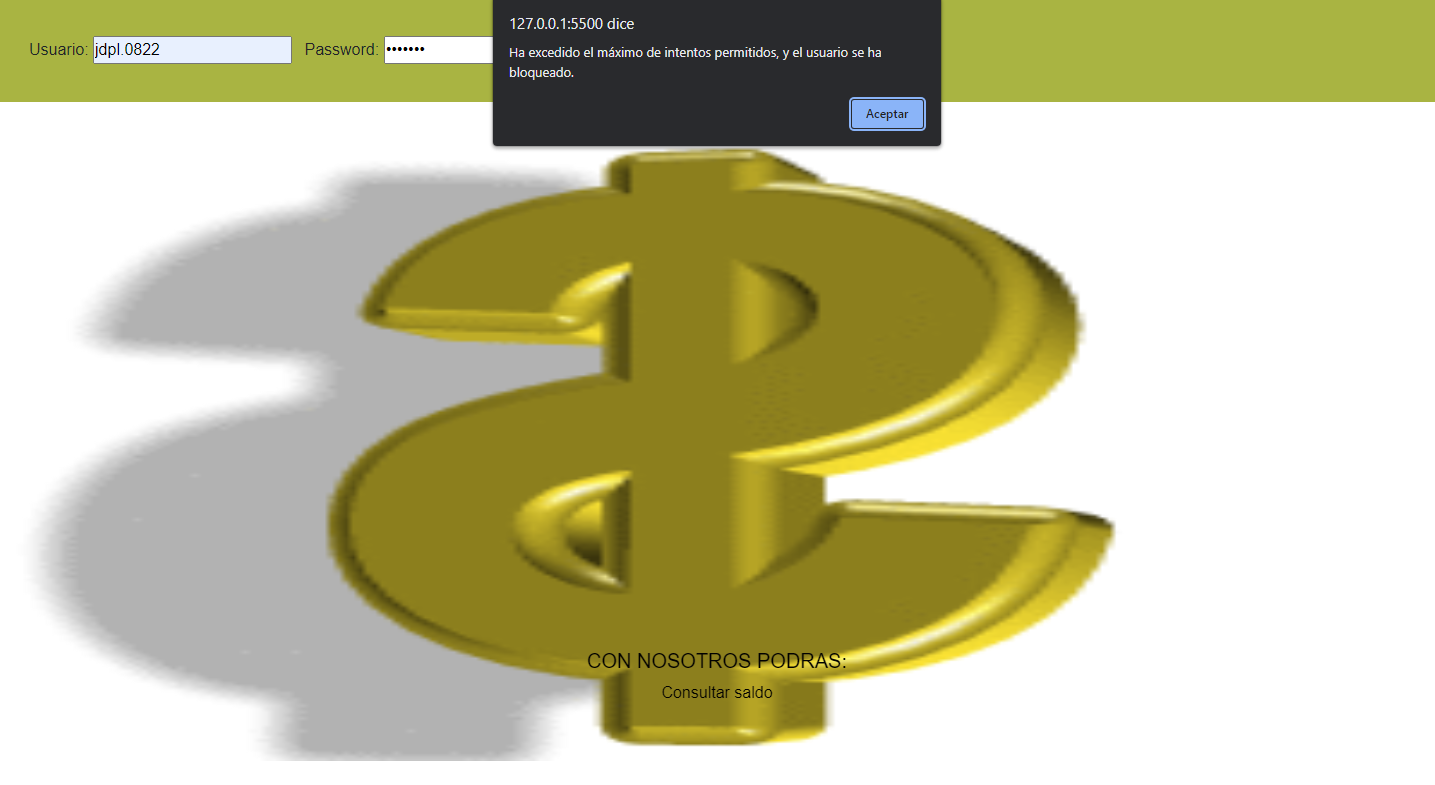 127.0.0.1:5500 dice
Ha excedido el máximo de intentos permitidos, y el usuario se ha
bloqueado.
Aceptar
Usuario: jdpl.0822 Password: •••••••
CON NOSOTROS PODRAS:
Consultar saldo